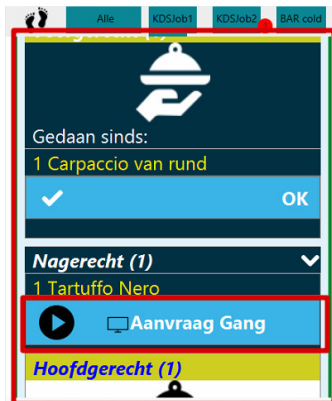 Alle KDSJob1 KDSJob2 BAR cold
Gedaan sinds:
1 Carpaccio van rund
OK
Nagerecht (1)
1 Tartuffo Nero
Aanvraag Gang
Hoofdgerecht (1)